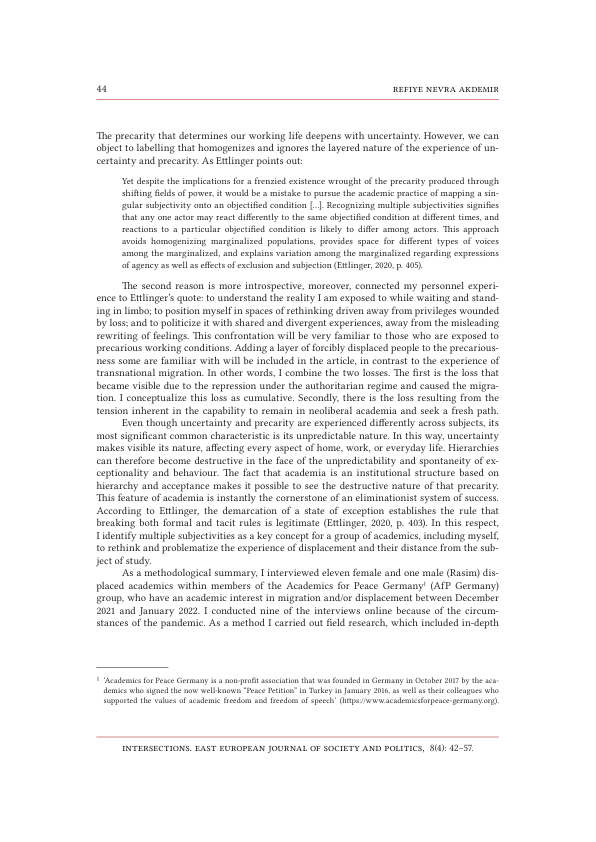 44
REFIYE NEVRA AKDEMIR
The precarity that determines our working life deepens with uncertainty. However, we can
object to labelling that homogenizes and ignores the layered nature of the experience of un-
certainty and precarity. As Ettlinger points out:
Yet despite the implications for a frenzied existence wrought of the precarity produced through
shifting fields of power, it would be a mistake to pursue the academic practice of mapping a sin-
gular subjectivity onto an objectified condition [...]. Recognizing multiple subjectivities signifies
that any one actor may react differently to the same objectified condition at different times, and
reactions to a particular objectified condition is likely to differ among actors. This approach
avoids homogenizing marginalized populations, provides space for different types of voices
among the marginalized, and explains variation among the marginalized regarding expressions
of agency as well as effects of exclusion and subjection (Ettlinger, 2020, p. 405).
The second reason is more introspective, moreover, connected my personnel experi-
ence to Ettlinger's quote: to understand the reality I am exposed to while waiting and stand-
ing in limbo; to position myself in spaces of rethinking driven away from privileges wounded
by loss; and to politicize it with shared and divergent experiences, away from the misleading
rewriting of feelings. This confrontation will be very familiar to those who are exposed to
precarious working conditions. Adding a layer of forcibly displaced people to the precarious-
ness some are familiar with will be included in the article, in contrast to the experience of
transnational migration. In other words, I combine the two losses. The first is the loss that
became visible due to the repression under the authoritarian regime and caused the migra-
tion. I conceptualize this loss as cumulative. Secondly, there is the loss resulting from the
tension inherent in the capability to remain in neoliberal academia and seek a fresh path.
Even though uncertainty and precarity are experienced differently across subjects, its
most significant common characteristic is its unpredictable nature. In this way, uncertainty
makes visible its nature, affecting every aspect of home, work, or everyday life. Hierarchies
can therefore become destructive in the face of the unpredictability and spontaneity of ex-
ceptionality and behaviour. The fact that academia is an institutional structure based on
hierarchy and acceptance makes it possible to see the destructive nature of that precarity.
This feature of academia is instantly the cornerstone of an eliminationist system of success.
According to Ettlinger, the demarcation of a state of exception establishes the rule that
breaking both formal and tacit rules is legitimate (Ettlinger, 2020, p. 403). In this respect,
I identify multiple subjectivities as a key concept for a group of academics, including myself,
to rethink and problematize the experience of displacement and their distance from the sub-
ject of study.
As a methodological summary, I interviewed eleven female and one male (Rasim) dis-
placed academics within members of the Academics for Peace Germany¹ (AfP Germany)
group, who have an academic interest in migration and/or displacement between December
2021 and January 2022. I conducted nine of the interviews online because of the circum-
stances of the pandemic. As a method I carried out field research, which included in-depth
¹ 'Academics for Peace Germany is a non-profit association that was founded in Germany in October 2017 by the aca-
demics who signed the now well-known “Peace Petition” in Turkey in January 2016, as well as their colleagues who
supported the values of academic freedom and freedom of speech' (https://www.academicsforpeace-germany.org).
INTERSECTIONS. EAST EUROPEAN JOURNAL OF SOCIETY AND POLITICS, 8(4): 42–57.